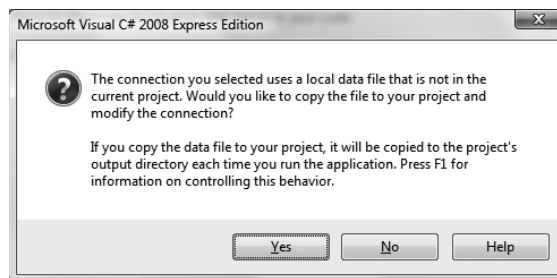 Microsoft Visual C# 2008 Express Edition
The connection you selected uses a local data file that is not in the
current project. Would you like to copy the file to your project and
modify the connection?
If you copy the data file to your project, it will be copied to the project's
output directory each time you run the application. Press F1 for
information on controlling this behavior.
Yes No Help